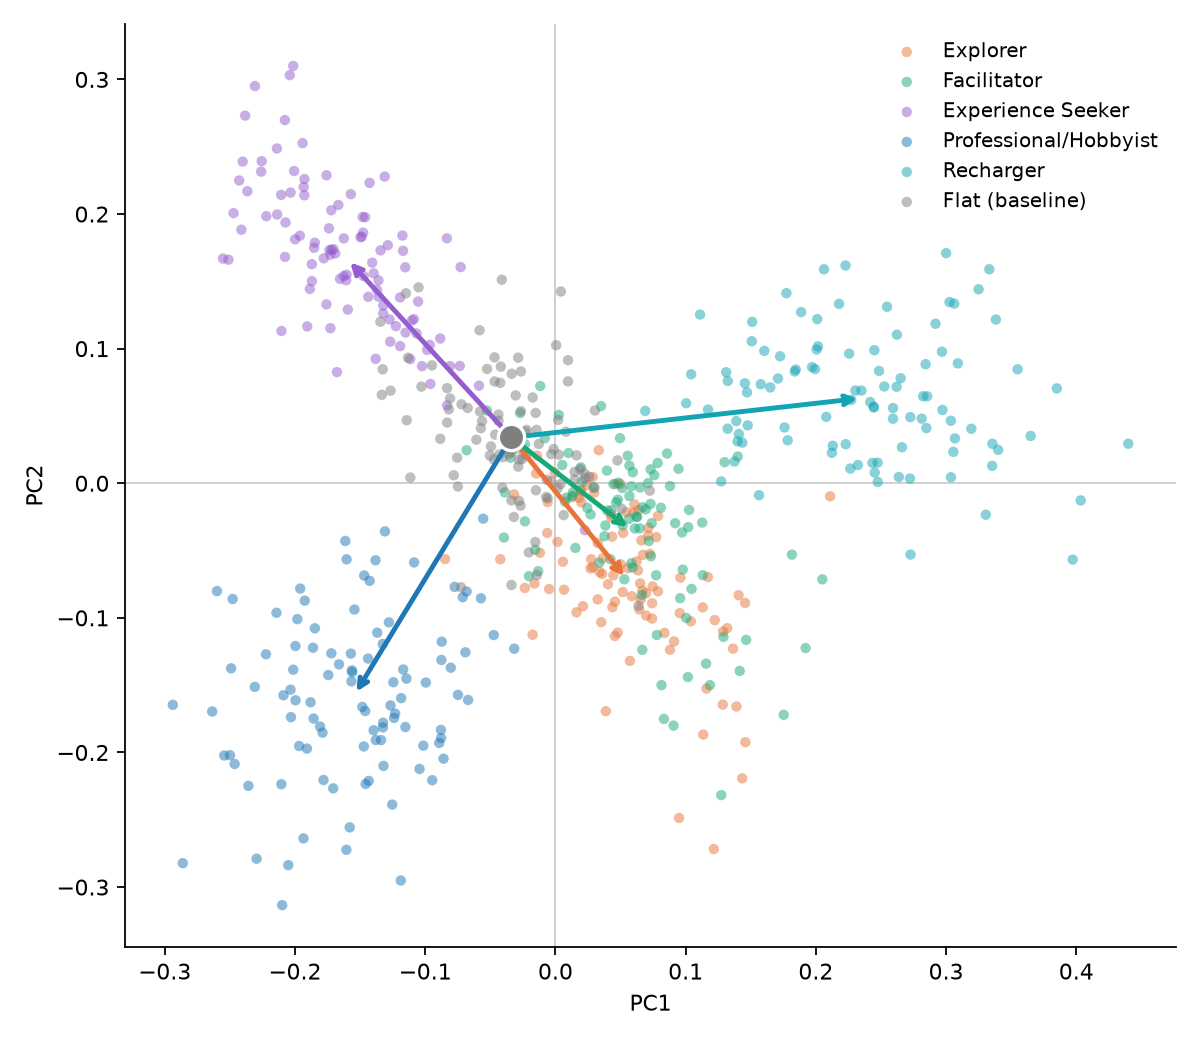 Explorer
Facilitator
Experience Seeker
Professional/Hobbyist
Recharger
Flat (baseline)
PC2
0.3
0.2
0.1
0.0
−0.1
−0.2
−0.3
−0.3 −0.2 −0.1 0.0 0.1 0.2 0.3 0.4
PC1